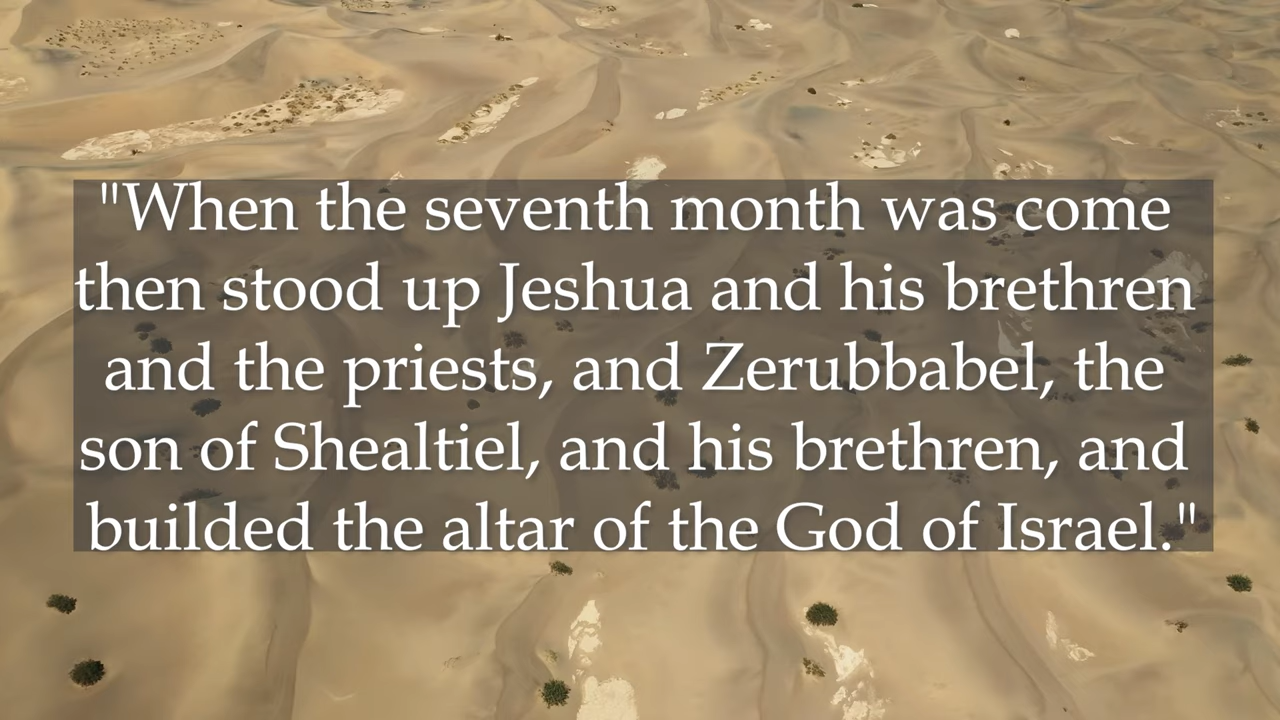 "When the seventh month was come
then stood up Jeshua and his brethren
and the priests, and Zerubbabel, the
son of Shealtiel, and his brethren, and
builded the altar of the God of Israel."